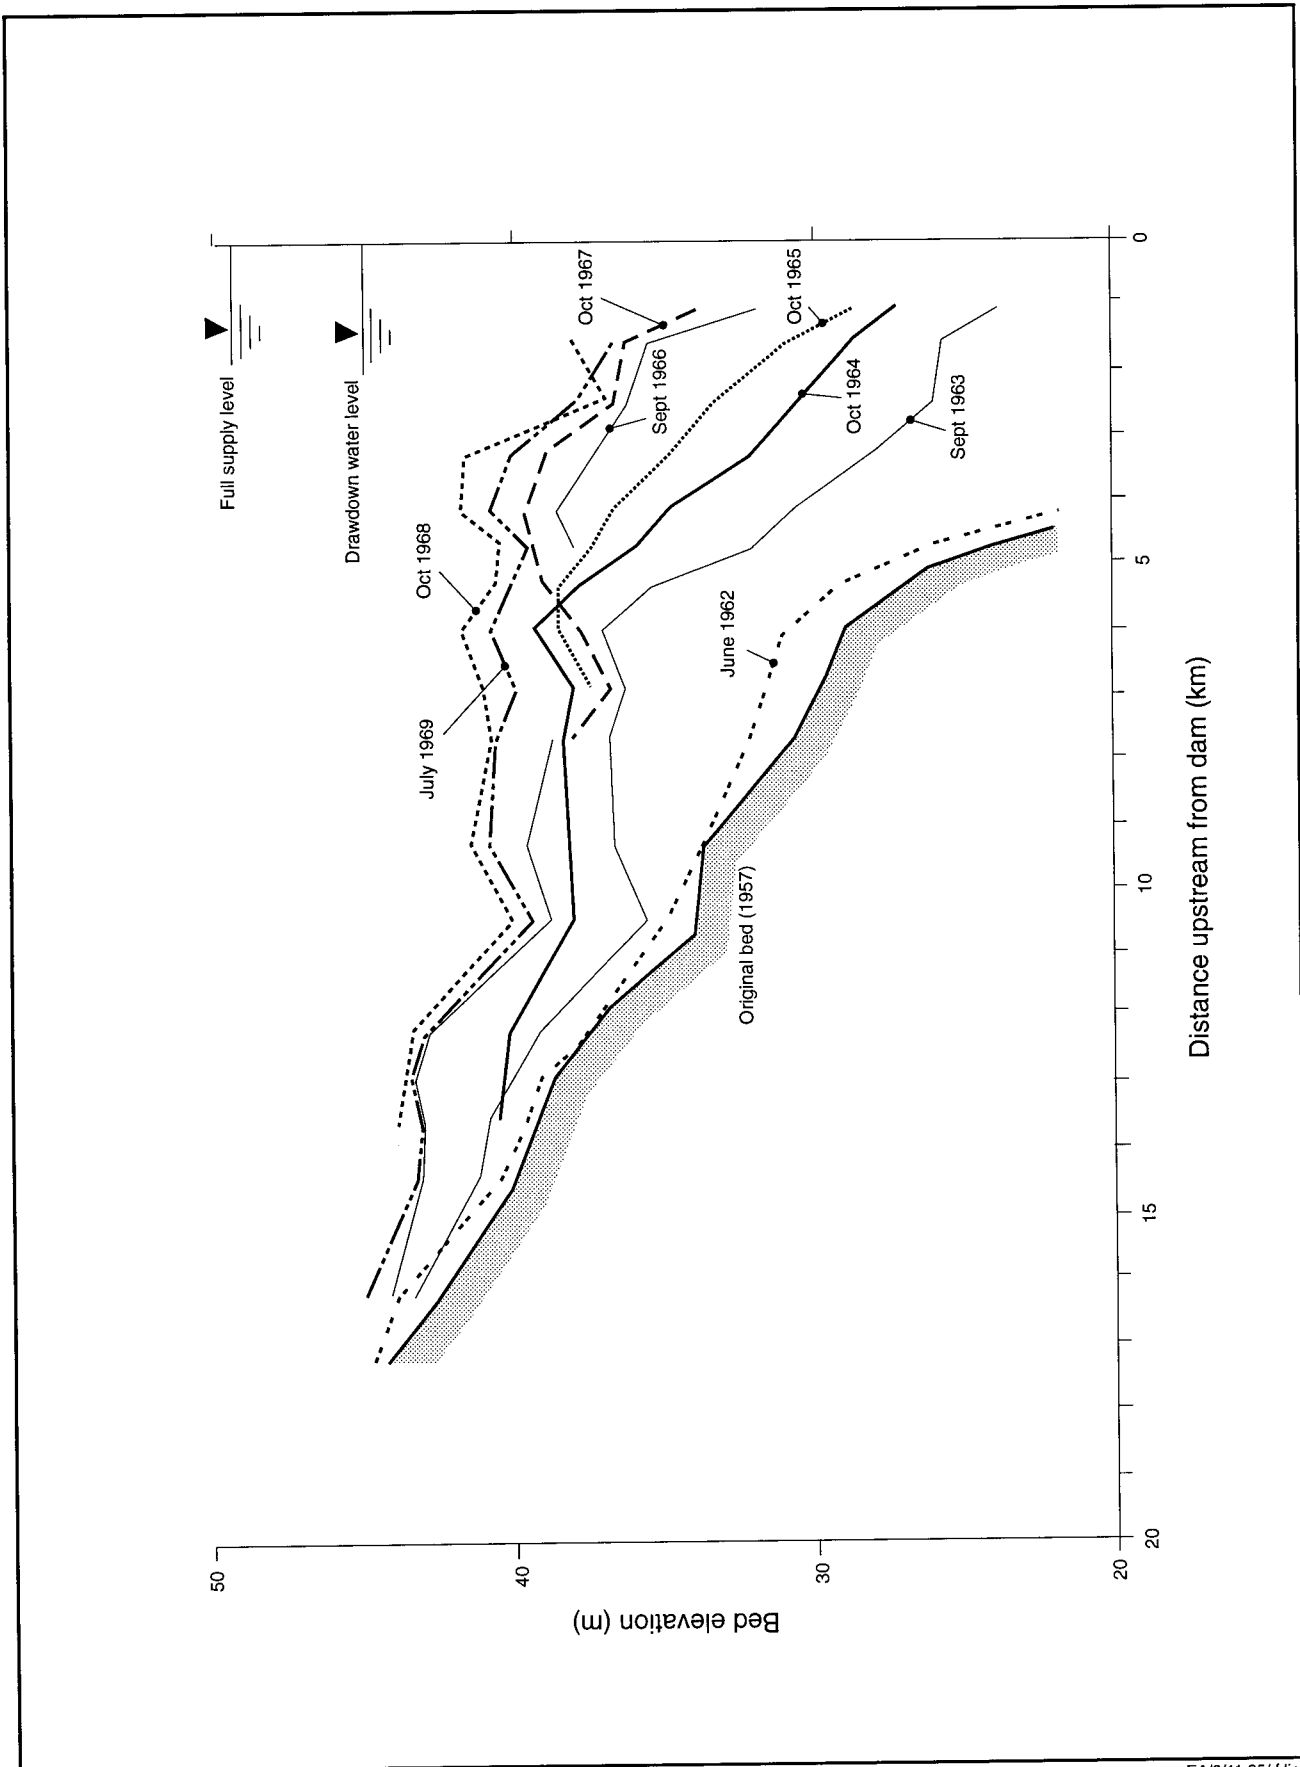 Full supply level
Drawdown water level
Oct 1968
July 1969
Oct 1967
Sept 1966
Oct 1965
Oct 1964
Sept 1963
June 1962
Original bed (1957)
50
40
30
20
Bed elevation (m)
20
15
10
5
0
Distance upstream from dam (km)